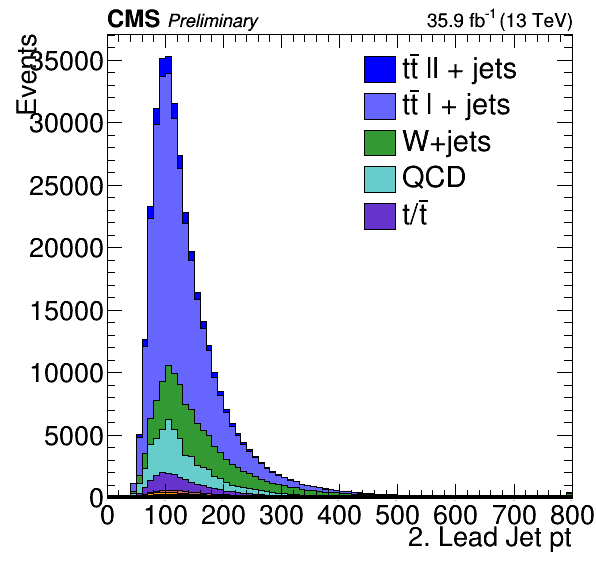 CMS Preliminary 35.9 fb⁻¹ (13 TeV)
Events
35000
30000
25000
20000
15000
10000
5000
0
tt̄ ll + jets
tt̄ l + jets
W+jets
QCD
t/t̄
0 100 200 300 400 500 600 700 800
2. Lead Jet pt